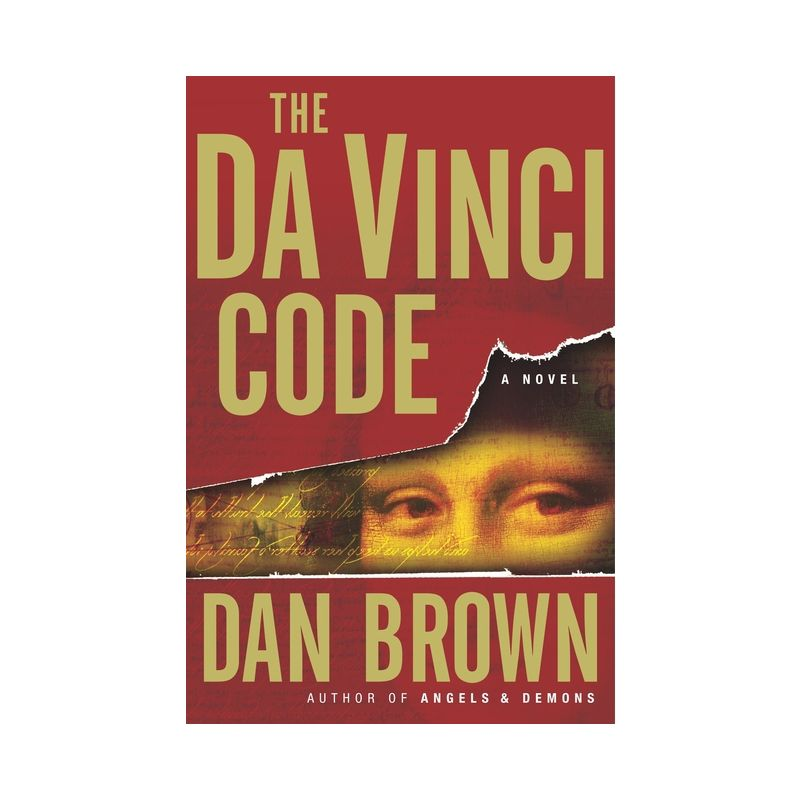 THE
DA VINCI
CODE
A NOVEL
DAN BROWN
AUTHOR OF ANGELS & DEMONS